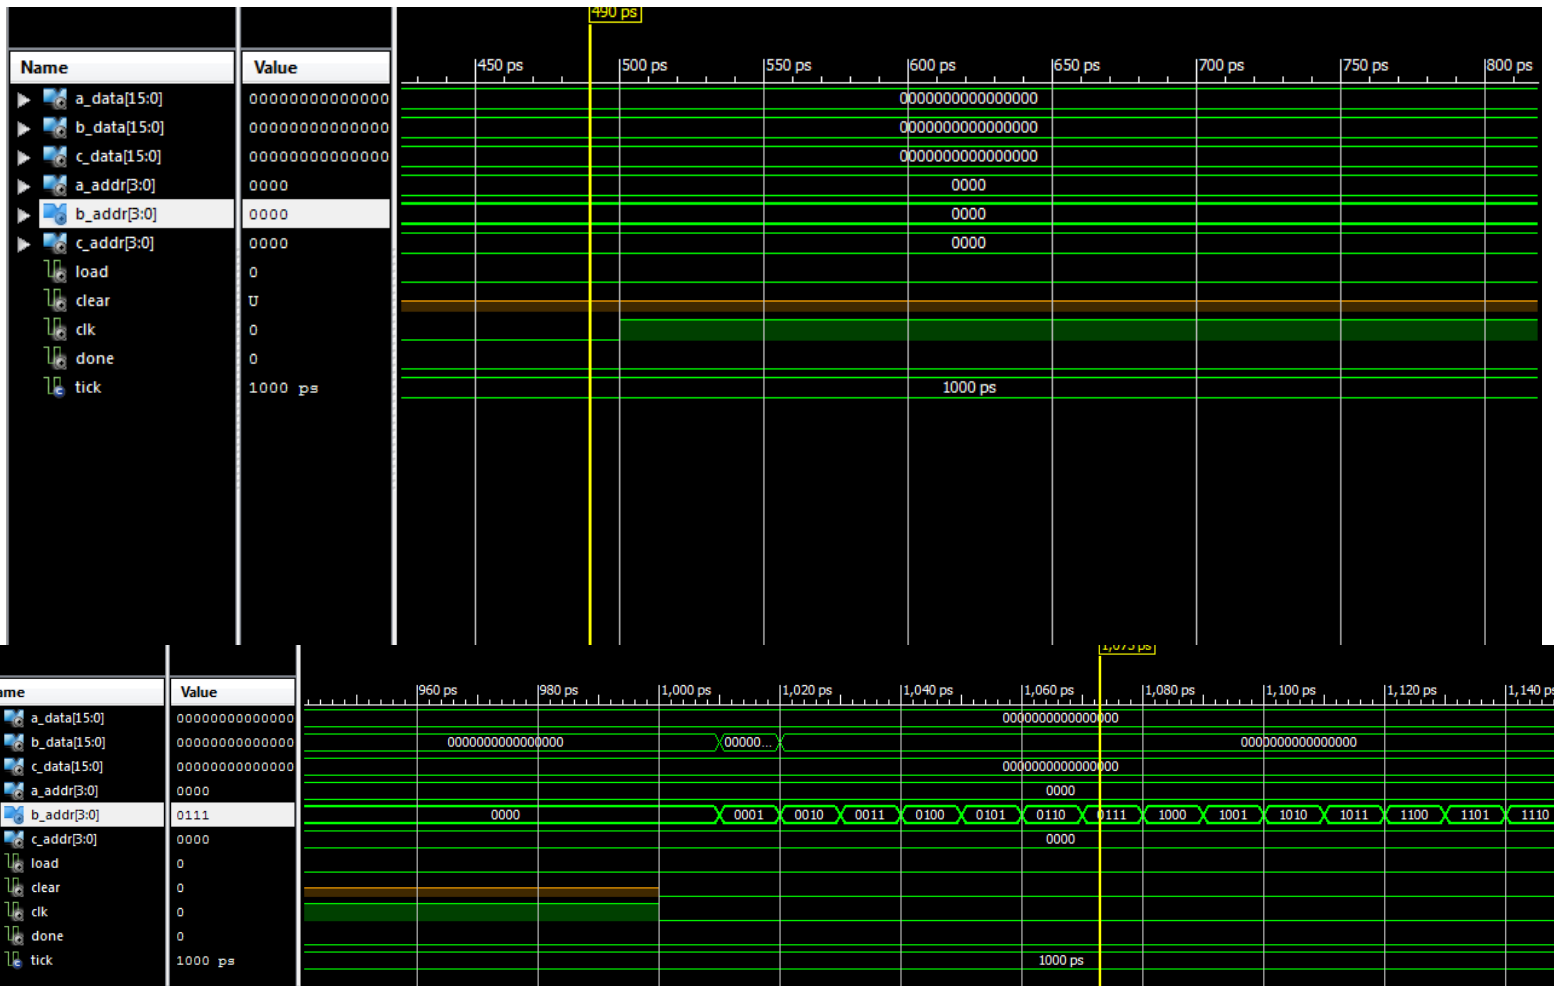 490 ps
Name Value 450 ps 500 ps 550 ps 600 ps 650 ps 700 ps 750 ps 800 ps
a_data[15:0] 00000000000000 0000000000000000
b_data[15:0] 00000000000000 0000000000000000
c_data[15:0] 00000000000000 0000000000000000
a_addr[3:0] 0000 0000
b_addr[3:0] 0000 0000
c_addr[3:0] 0000 0000
load 0
clear U
clk 0
done 0
tick 1000 ps 1000 ps
1,075 ps
ame Value 960 ps 980 ps 1,000 ps 1,020 ps 1,040 ps 1,060 ps 1,080 ps 1,100 ps 1,120 ps 1,140 ps
a_data[15:0] 00000000000000 0000000000000000
b_data[15:0] 00000000000000 0000000000000000 00000... 0000000000000000
c_data[15:0] 00000000000000 0000000000000000
a_addr[3:0] 0000 0000
b_addr[3:0] 0111 0000 0001 0010 0011 0100 0101 0110 0111 1000 1001 1010 1011 1100 1101 1110
c_addr[3:0] 0000 0000
load 0
clear 0
clk 0
done 0
tick 1000 ps 1000 ps